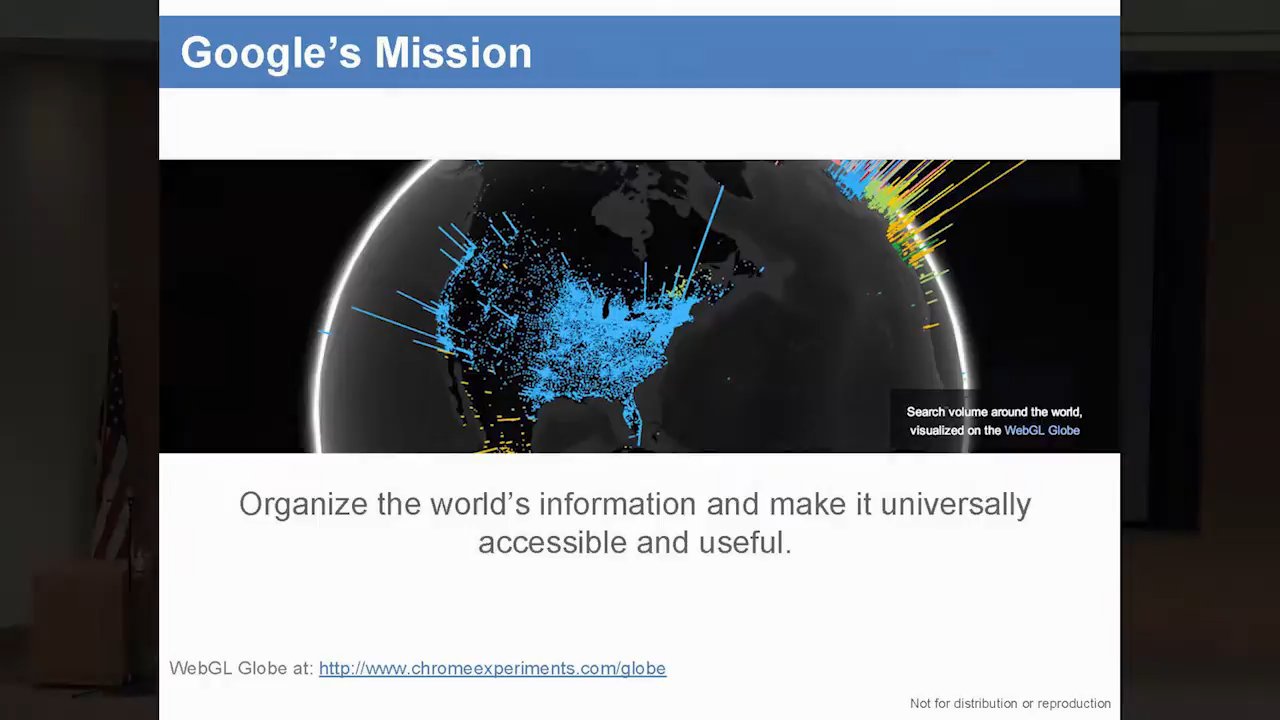 Google’s Mission
Search volume around the world,
visualized on the WebGL Globe
Organize the world’s information and make it universally
accessible and useful.
WebGL Globe at: http://www.chromeexperiments.com/globe
Not for distribution or reproduction